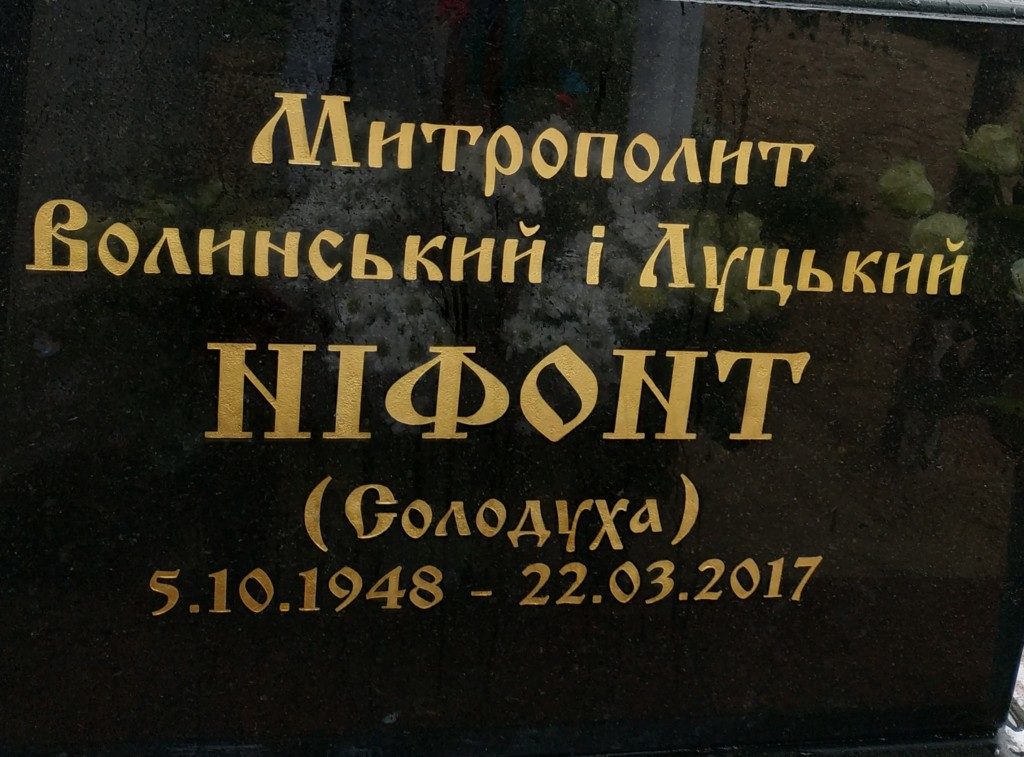 Митрополит
Волинський і Луцький
НІФОНТ
(Солодуха)
5.10.1948 - 22.03.2017